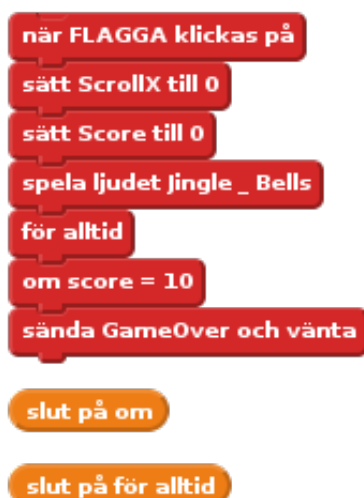 när FLAGGA klickas på
sätt ScrollX till 0
sätt Score till 0
spela ljudet Jingle _ Bells
för alltid
om score = 10
sända GameOver och vänta
slut på om
slut på för alltid